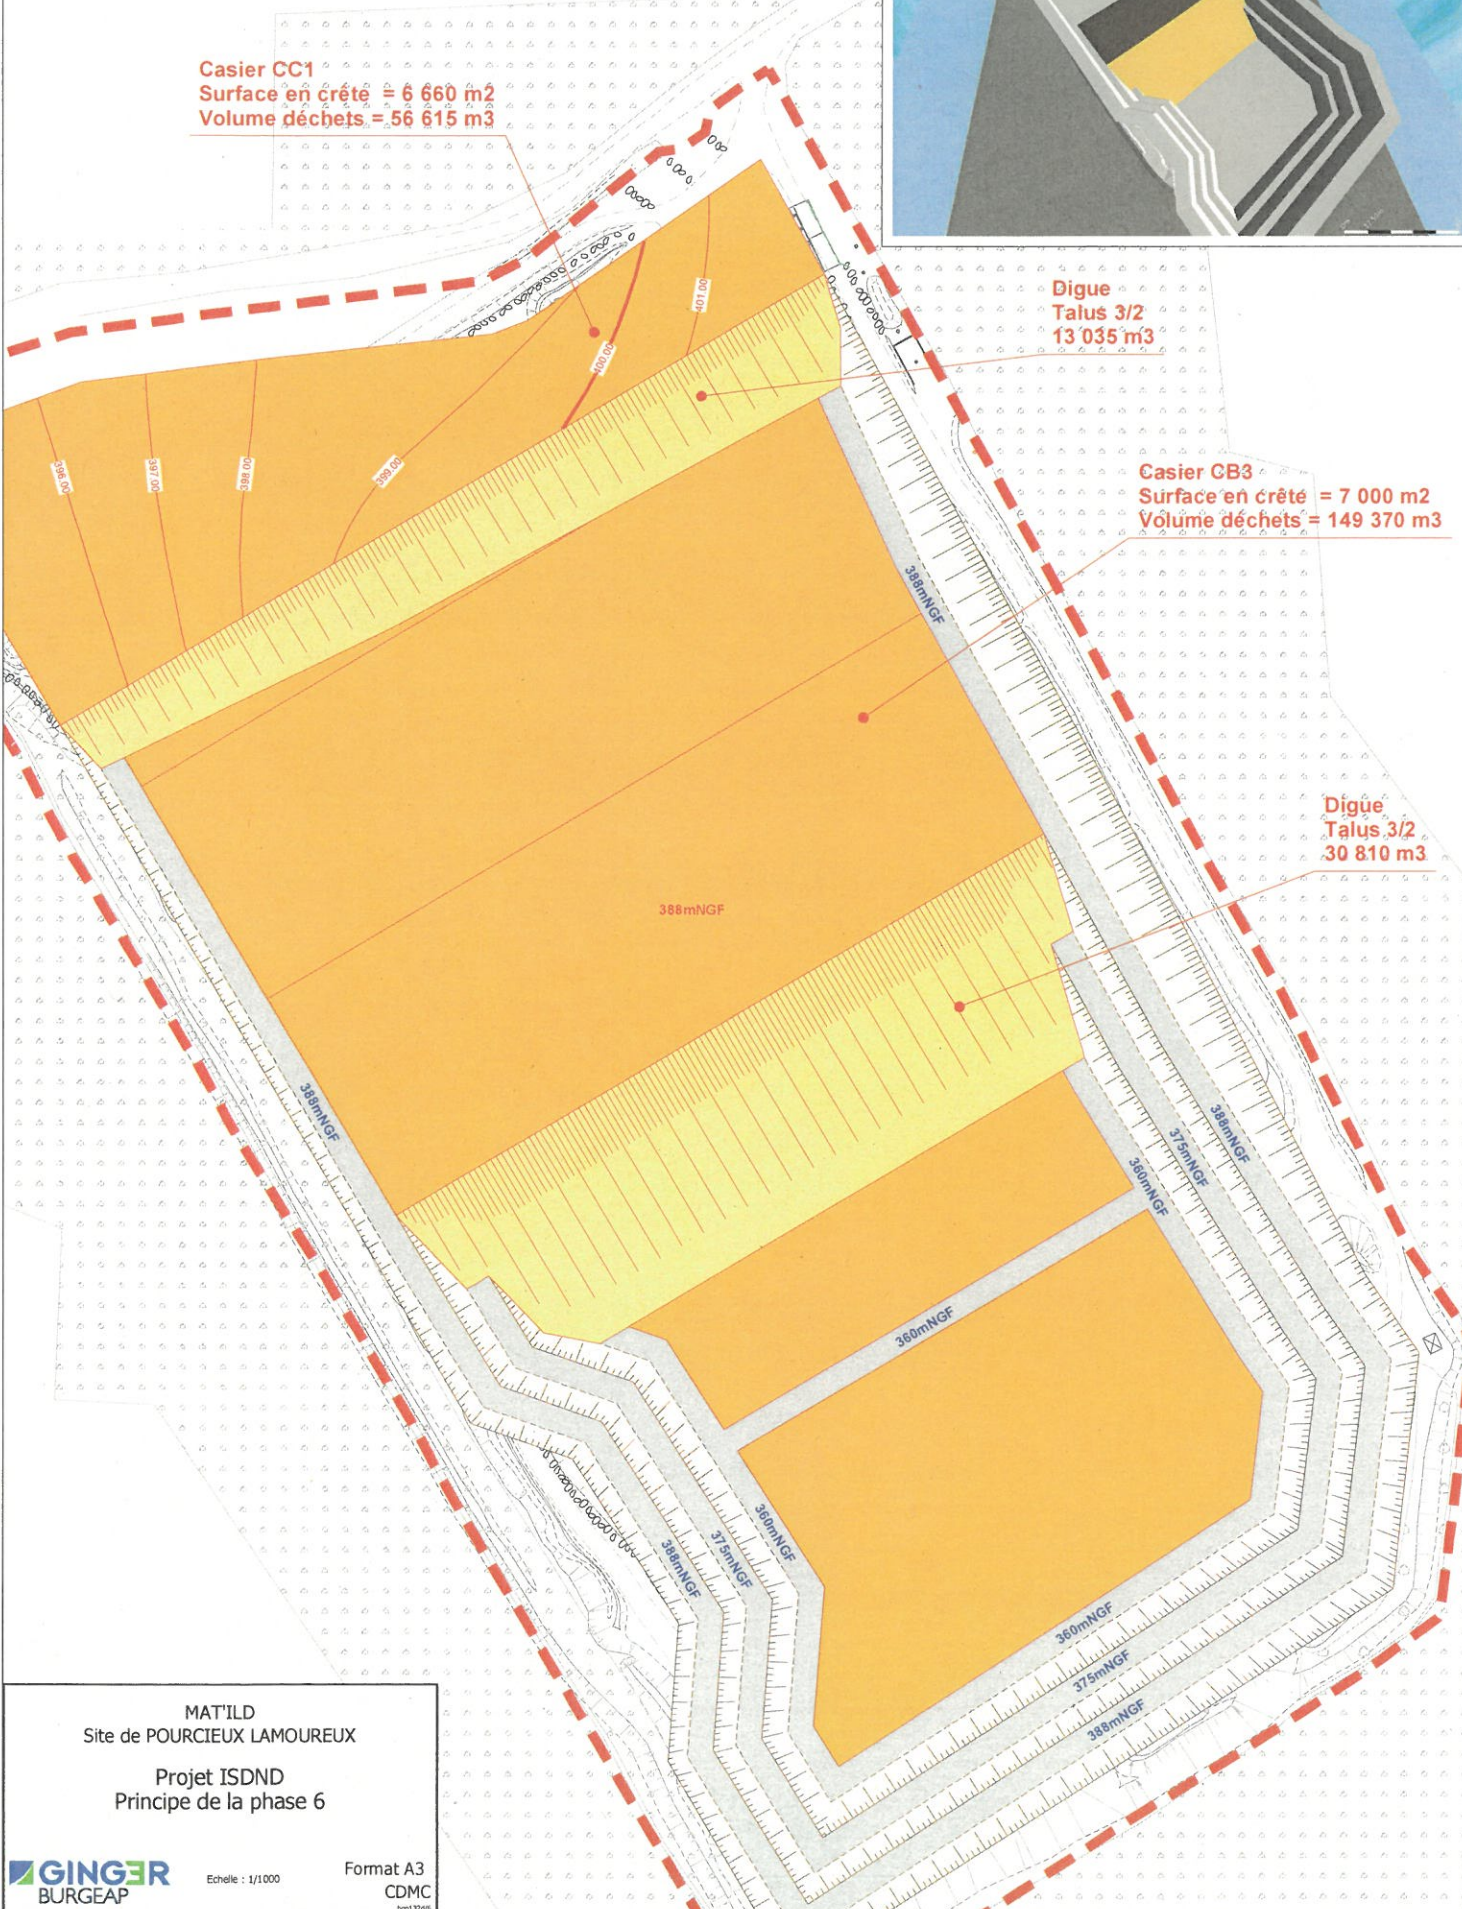 Casier CC1
Surface en crête = 6 660 m2
Volume déchets = 56 615 m3
Digue
Talus 3/2
13 035 m3
401.00
400.00
399.00
398.00
397.00
396.00
Casier CB3
Surface en crête = 7 000 m2
Volume déchets = 149 370 m3
388mNGF
Digue
Talus 3/2
30 810 m3
388mNGF
388mNGF
388mNGF
375mNGF
360mNGF
360mNGF
360mNGF
375mNGF
388mNGF
360mNGF
375mNGF
388mNGF
MAT'ILD
Site de POURCIEUX LAMOUREUX
Projet ISDND
Principe de la phase 6
GINGER
BURGEAP
Echelle : 1/1000
Format A3
CDMC